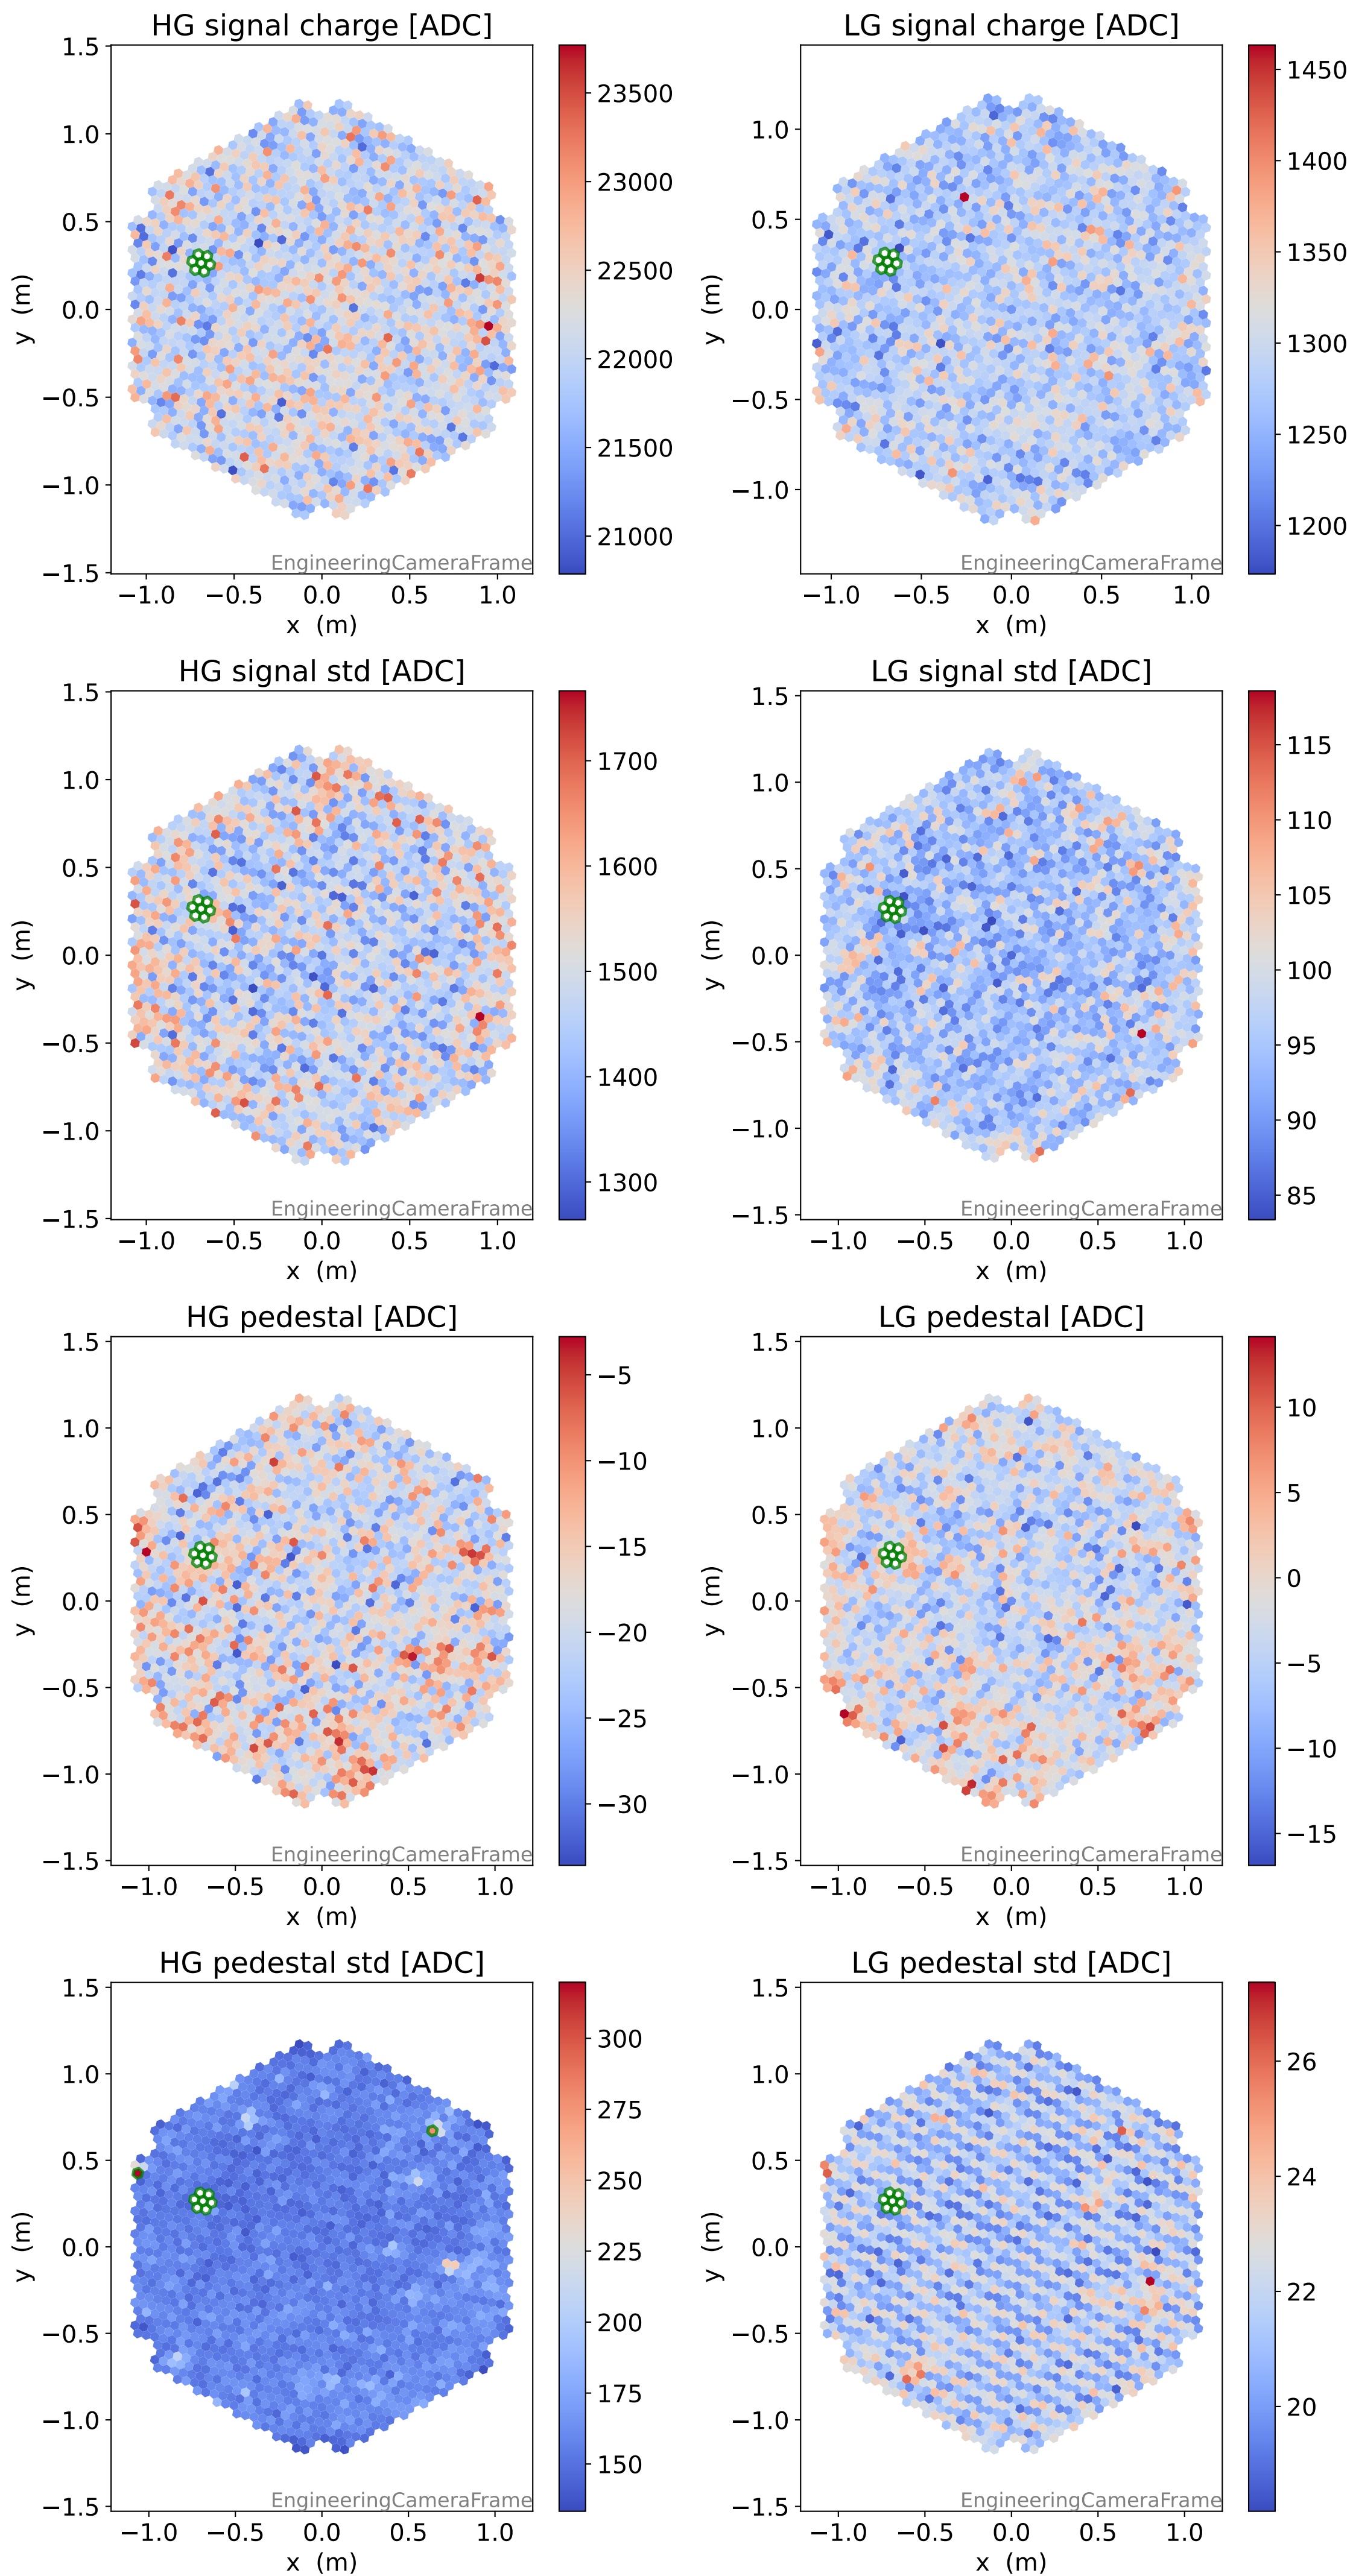 HG signal charge [ADC]
LG signal charge [ADC]
1.5
1.0
0.5
0.0
−0.5
−1.0
−1.5
y (m)
−1.0 −0.5 0.0 0.5 1.0
x (m)
EngineeringCameraFrame
23500
23000
22500
22000
21500
21000
1.0
0.5
0.0
−0.5
−1.0
y (m)
−1.0 −0.5 0.0 0.5 1.0
x (m)
EngineeringCameraFrame
1450
1400
1350
1300
1250
1200
HG signal std [ADC]
LG signal std [ADC]
1.5
1.0
0.5
0.0
−0.5
−1.0
−1.5
y (m)
−1.0 −0.5 0.0 0.5 1.0
x (m)
EngineeringCameraFrame
1700
1600
1500
1400
1300
1.5
1.0
0.5
0.0
−0.5
−1.0
−1.5
y (m)
−1.0 −0.5 0.0 0.5 1.0
x (m)
EngineeringCameraFrame
115
110
105
100
95
90
85
HG pedestal [ADC]
LG pedestal [ADC]
1.5
1.0
0.5
0.0
−0.5
−1.0
−1.5
y (m)
−1.0 −0.5 0.0 0.5 1.0
x (m)
EngineeringCameraFrame
−5
−10
−15
−20
−25
−30
1.5
1.0
0.5
0.0
−0.5
−1.0
−1.5
y (m)
−1.0 −0.5 0.0 0.5 1.0
x (m)
EngineeringCameraFrame
10
5
0
−5
−10
−15
HG pedestal std [ADC]
LG pedestal std [ADC]
1.5
1.0
0.5
0.0
−0.5
−1.0
−1.5
y (m)
−1.0 −0.5 0.0 0.5 1.0
x (m)
EngineeringCameraFrame
300
275
250
225
200
175
150
1.5
1.0
0.5
0.0
−0.5
−1.0
−1.5
y (m)
−1.0 −0.5 0.0 0.5 1.0
x (m)
EngineeringCameraFrame
26
24
22
20